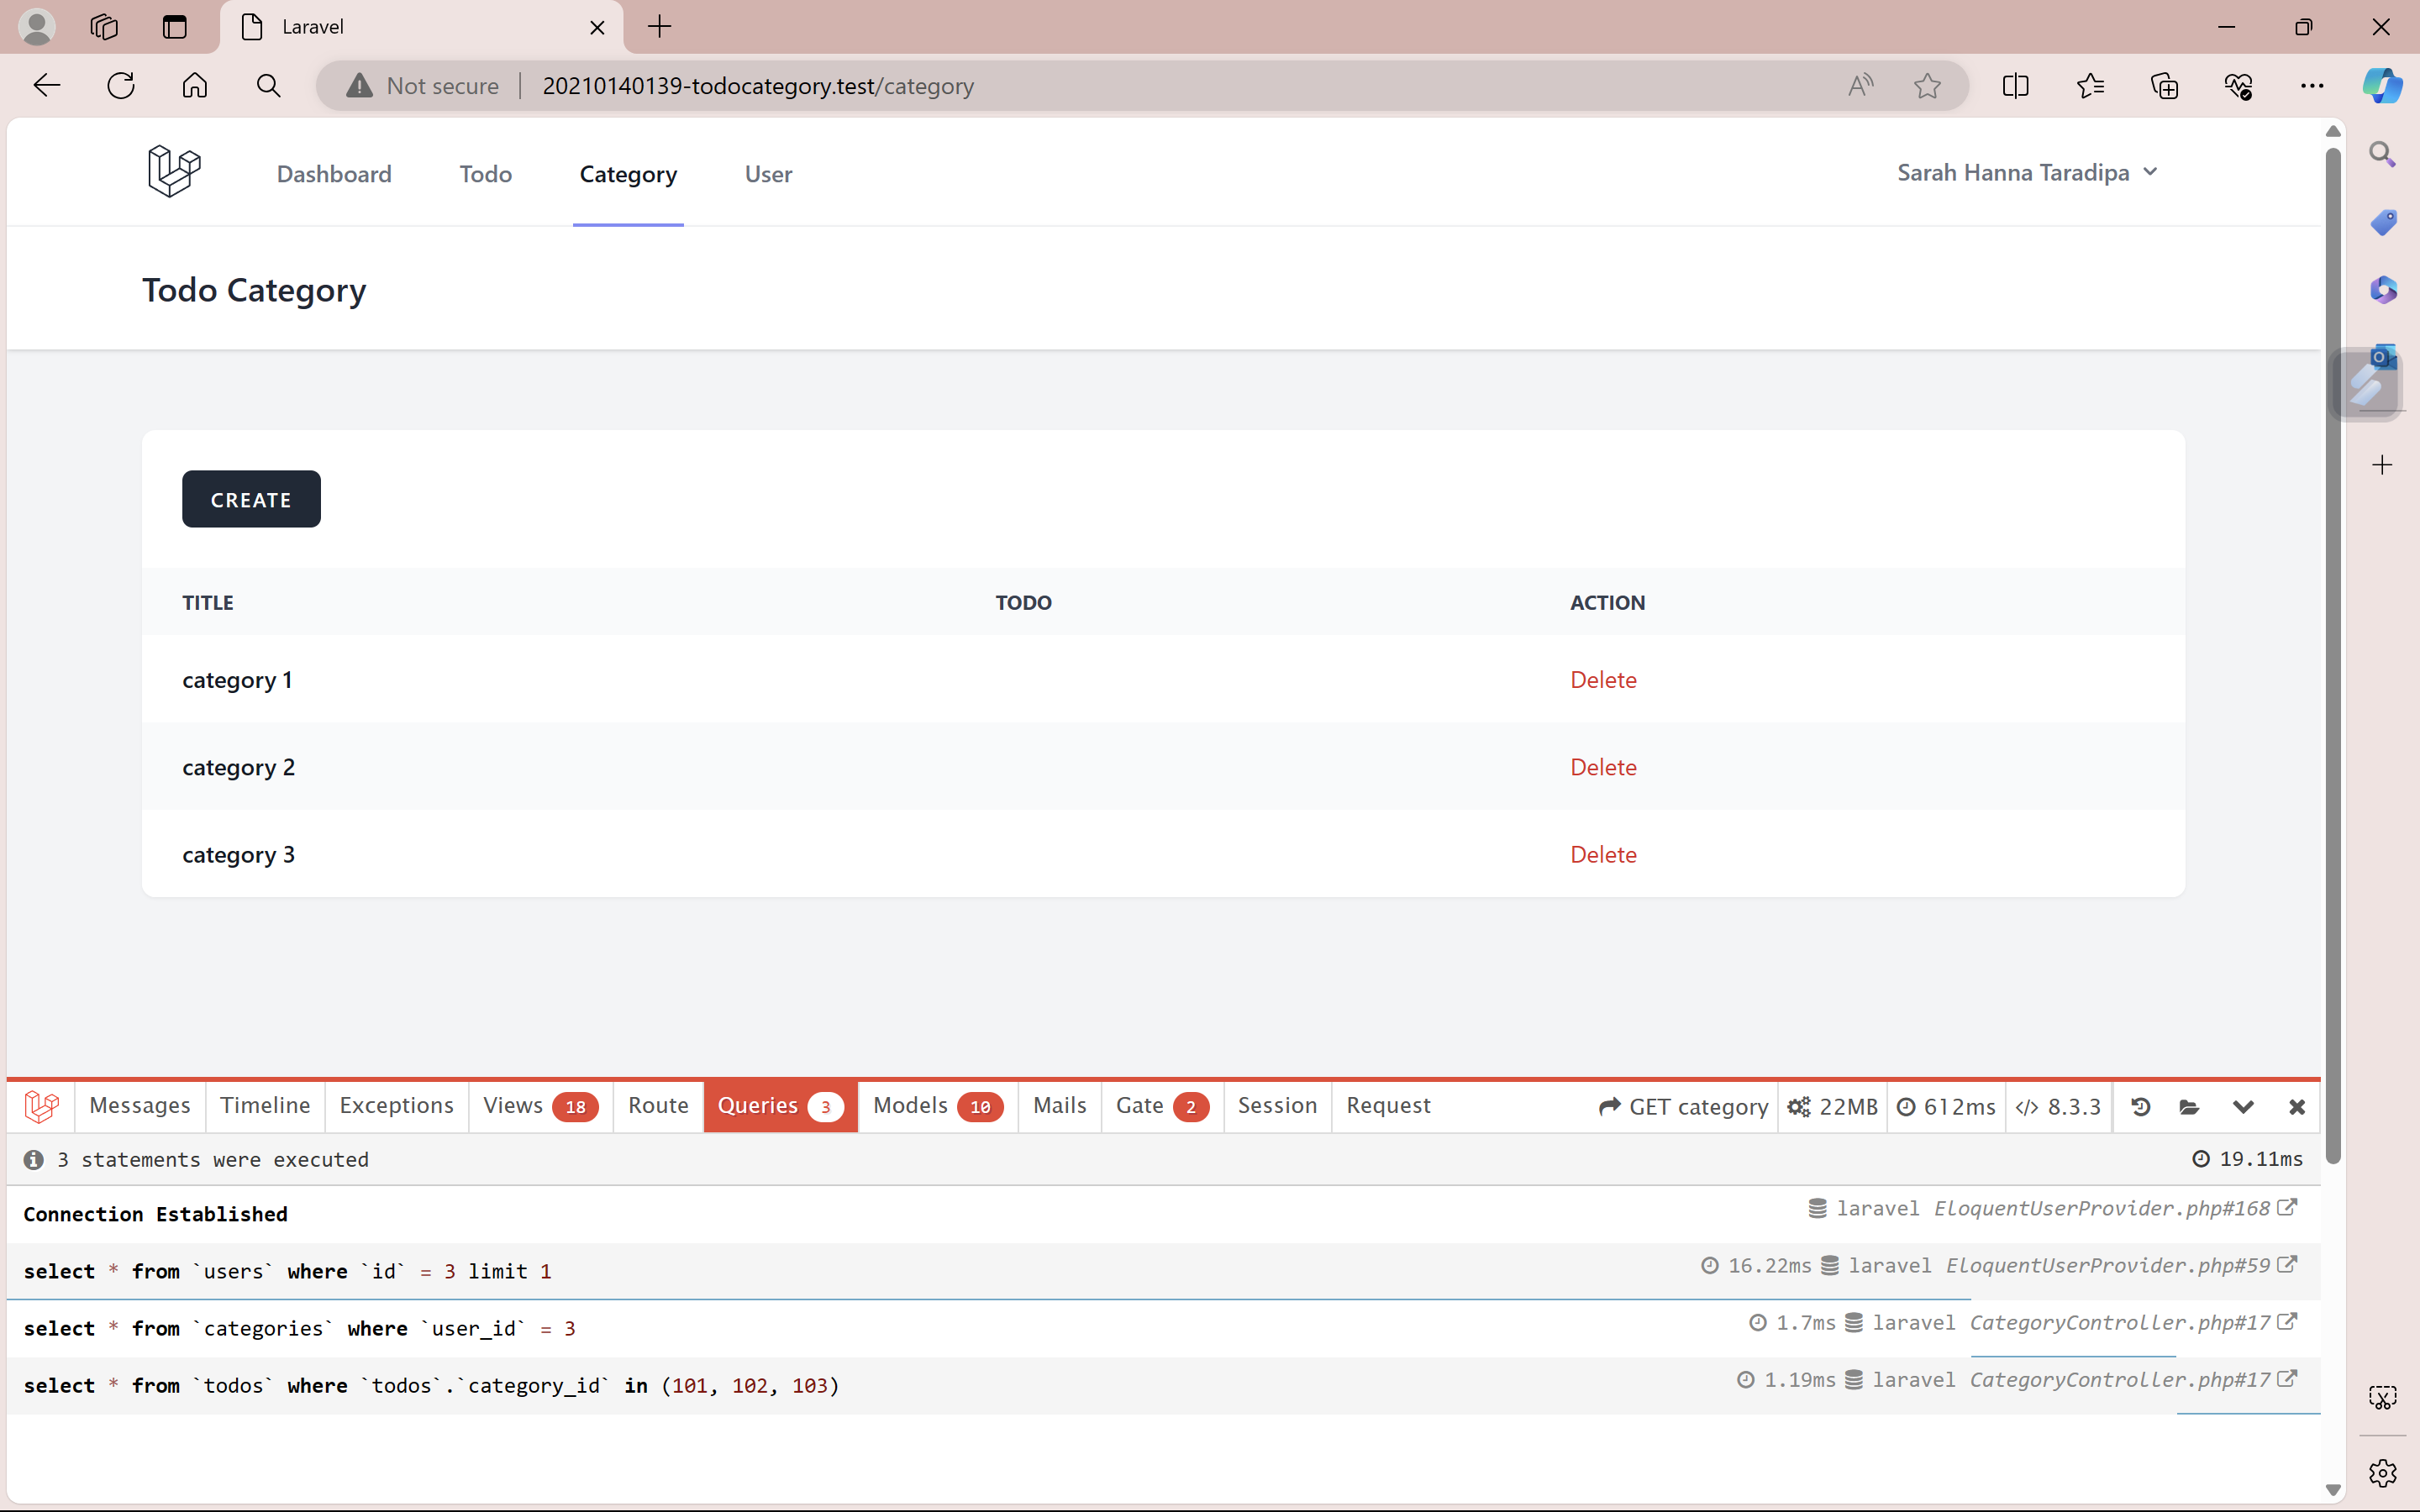 Laravel
Not secure 20210140139-todocategory.test/category
Dashboard Todo Category User Sarah Hanna Taradipa
Todo Category
CREATE
TITLE TODO ACTION
category 1 Delete
category 2 Delete
category 3 Delete
Messages Timeline Exceptions Views 18 Route Queries 3 Models 10 Mails Gate 2 Session Request GET category 22MB 612ms </> 8.3.3
3 statements were executed 19.11ms
Connection Established laravel EloquentUserProvider.php#168
select * from `users` where `id` = 3 limit 1 16.22ms laravel EloquentUserProvider.php#59
select * from `categories` where `user_id` = 3 1.7ms laravel CategoryController.php#17
select * from `todos` where `todos`.`category_id` in (101, 102, 103) 1.19ms laravel CategoryController.php#17